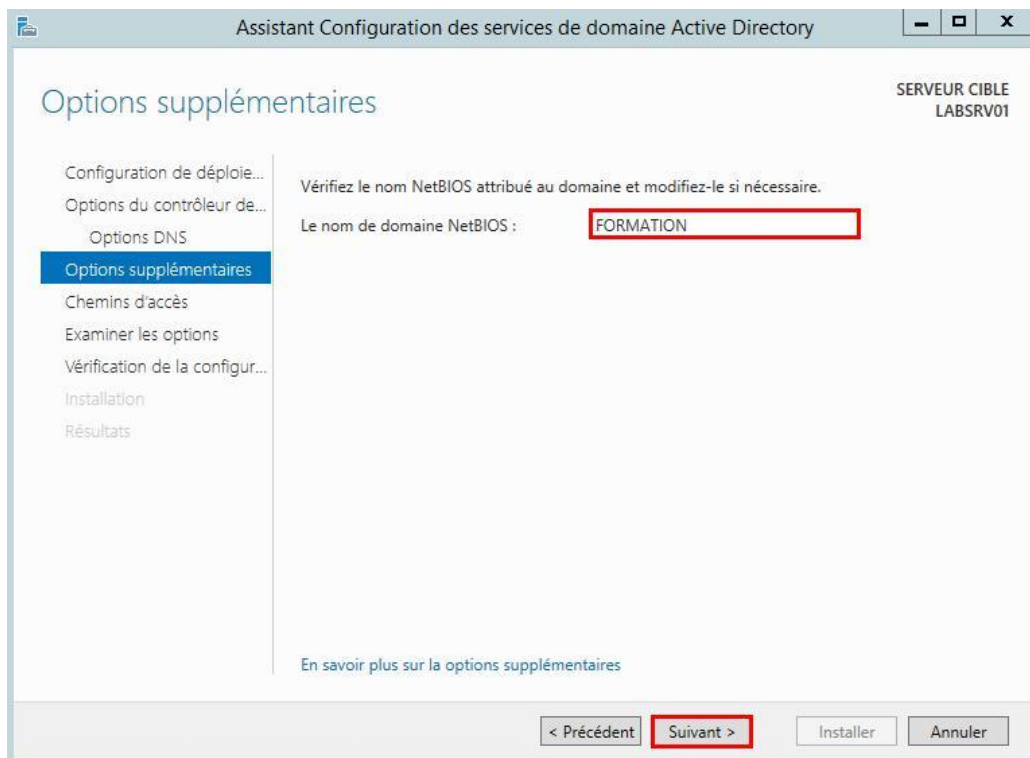 Assistant Configuration des services de domaine Active Directory
Options supplémentaires
SERVEUR CIBLE
LABSRV01
Configuration de déploie...
Options du contrôleur de...
Options DNS
Options supplémentaires
Chemins d'accès
Examiner les options
Vérification de la configur...
Installation
Résultats
Vérifiez le nom NetBIOS attribué au domaine et modifiez-le si nécessaire.
Le nom de domaine NetBIOS : FORMATION
En savoir plus sur la options supplémentaires
< Précédent Suivant > Installer Annuler